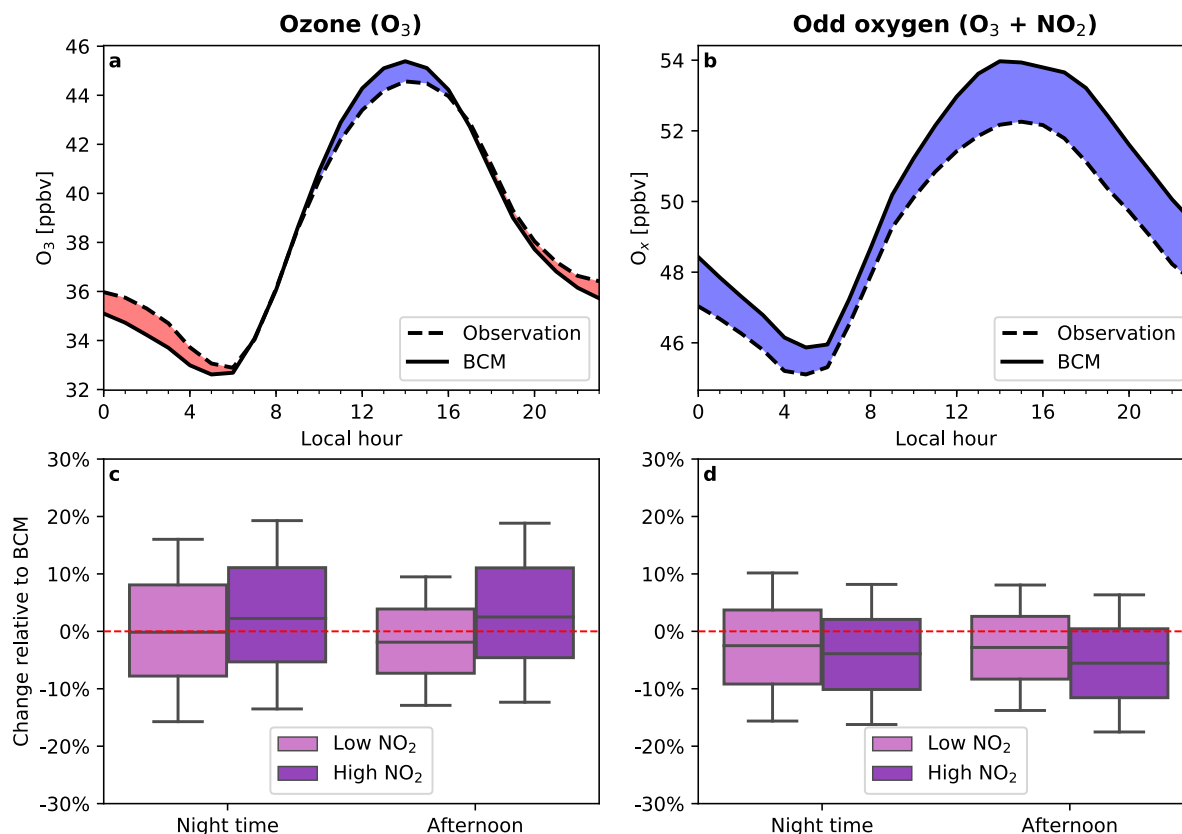 Ozone (O₃)
Odd oxygen (O₃ + NO₂)
a
46
44
42
40
38
36
34
32
O₃ [ppbv]
0
4
8
12
16
20
Local hour
Observation
BCM
b
54
52
50
48
46
Oₓ [ppbv]
0
4
8
12
16
20
Local hour
Observation
BCM
c
30%
20%
10%
0%
-10%
-20%
-30%
Change relative to BCM
Low NO₂
High NO₂
Night time
Afternoon
d
30%
20%
10%
0%
-10%
-20%
-30%
Low NO₂
High NO₂
Night time
Afternoon